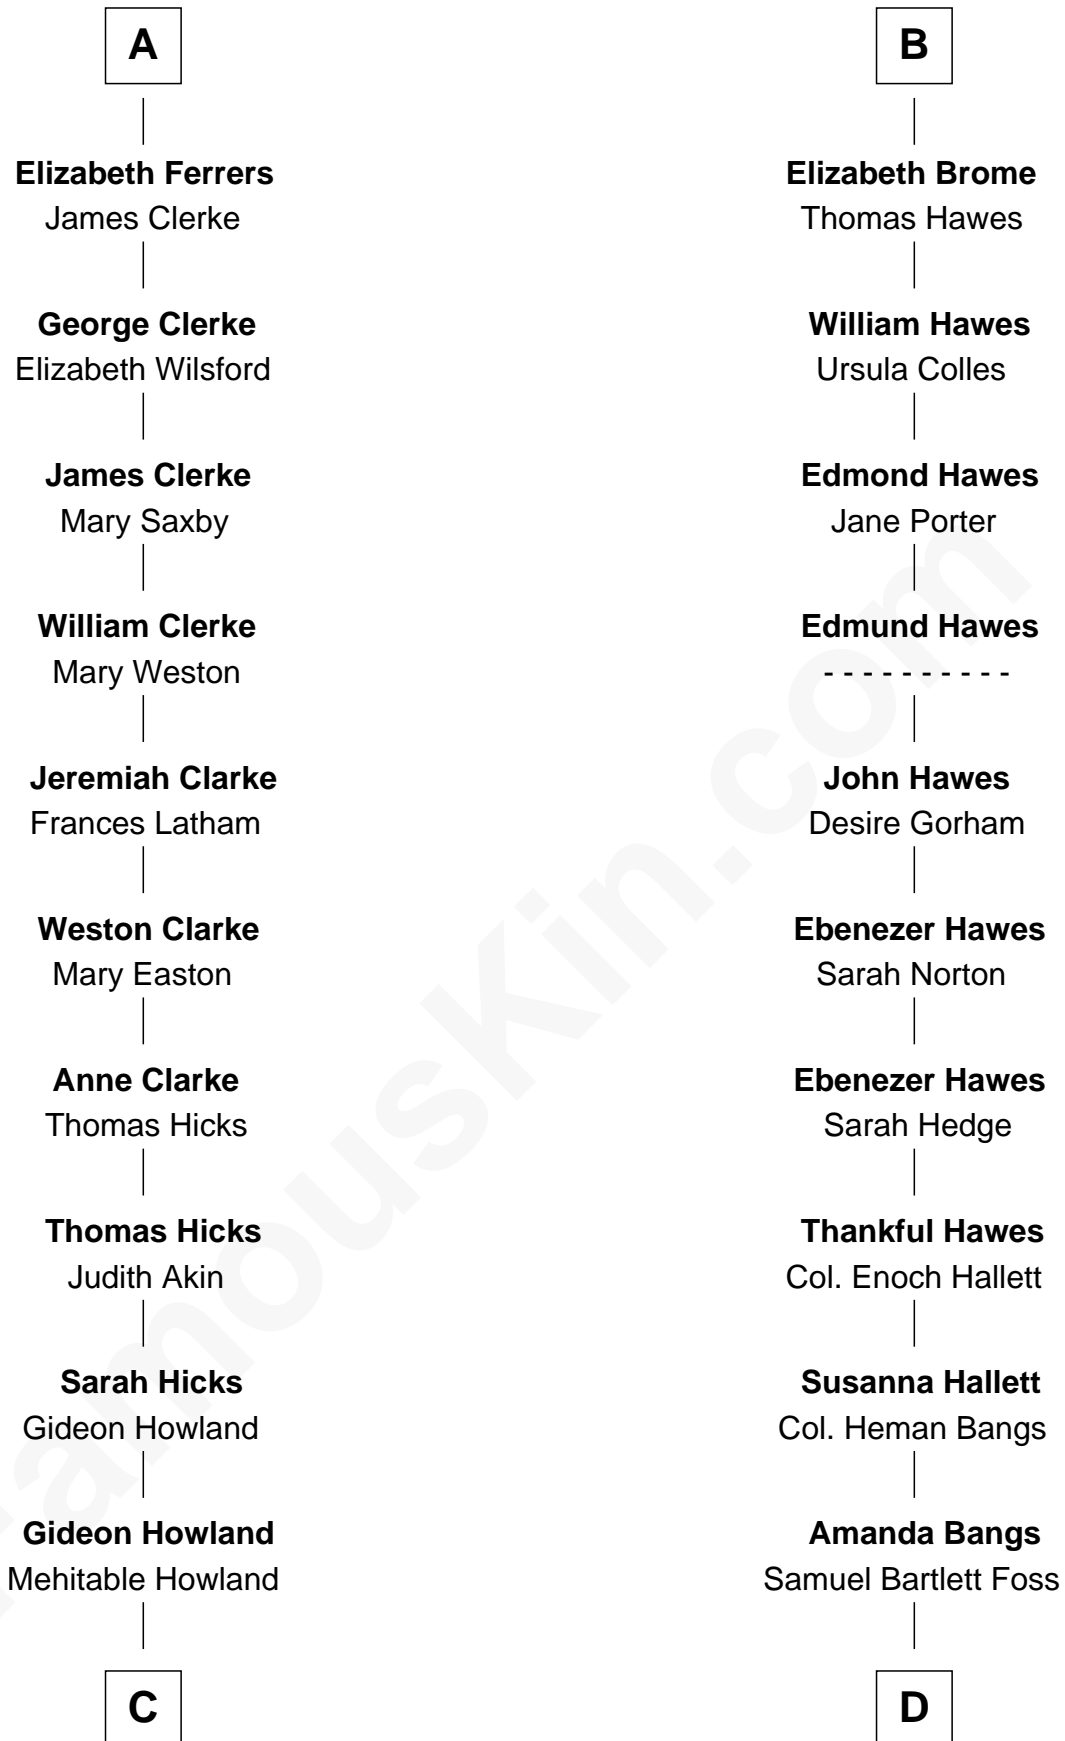 A
Elizabeth Ferrers
James Clerke
George Clerke
Elizabeth Wilsford
James Clerke
Mary Saxby
William Clerke
Mary Weston
Jeremiah Clarke
Frances Latham
Weston Clarke
Mary Easton
Anne Clarke
Thomas Hicks
Thomas Hicks
Judith Akin
Sarah Hicks
Gideon Howland
Gideon Howland
Mehitable Howland
C
B
Elizabeth Brome
Thomas Hawes
William Hawes
Ursula Colles
Edmond Hawes
Jane Porter
Edmund Hawes
- - - - - - - - - -
John Hawes
Desire Gorham
Ebenezer Hawes
Sarah Norton
Ebenezer Hawes
Sarah Hedge
Thankful Hawes
Col. Enoch Hallett
Susanna Hallett
Col. Heman Bangs
Amanda Bangs
Samuel Bartlett Foss
D
FamousKin.com